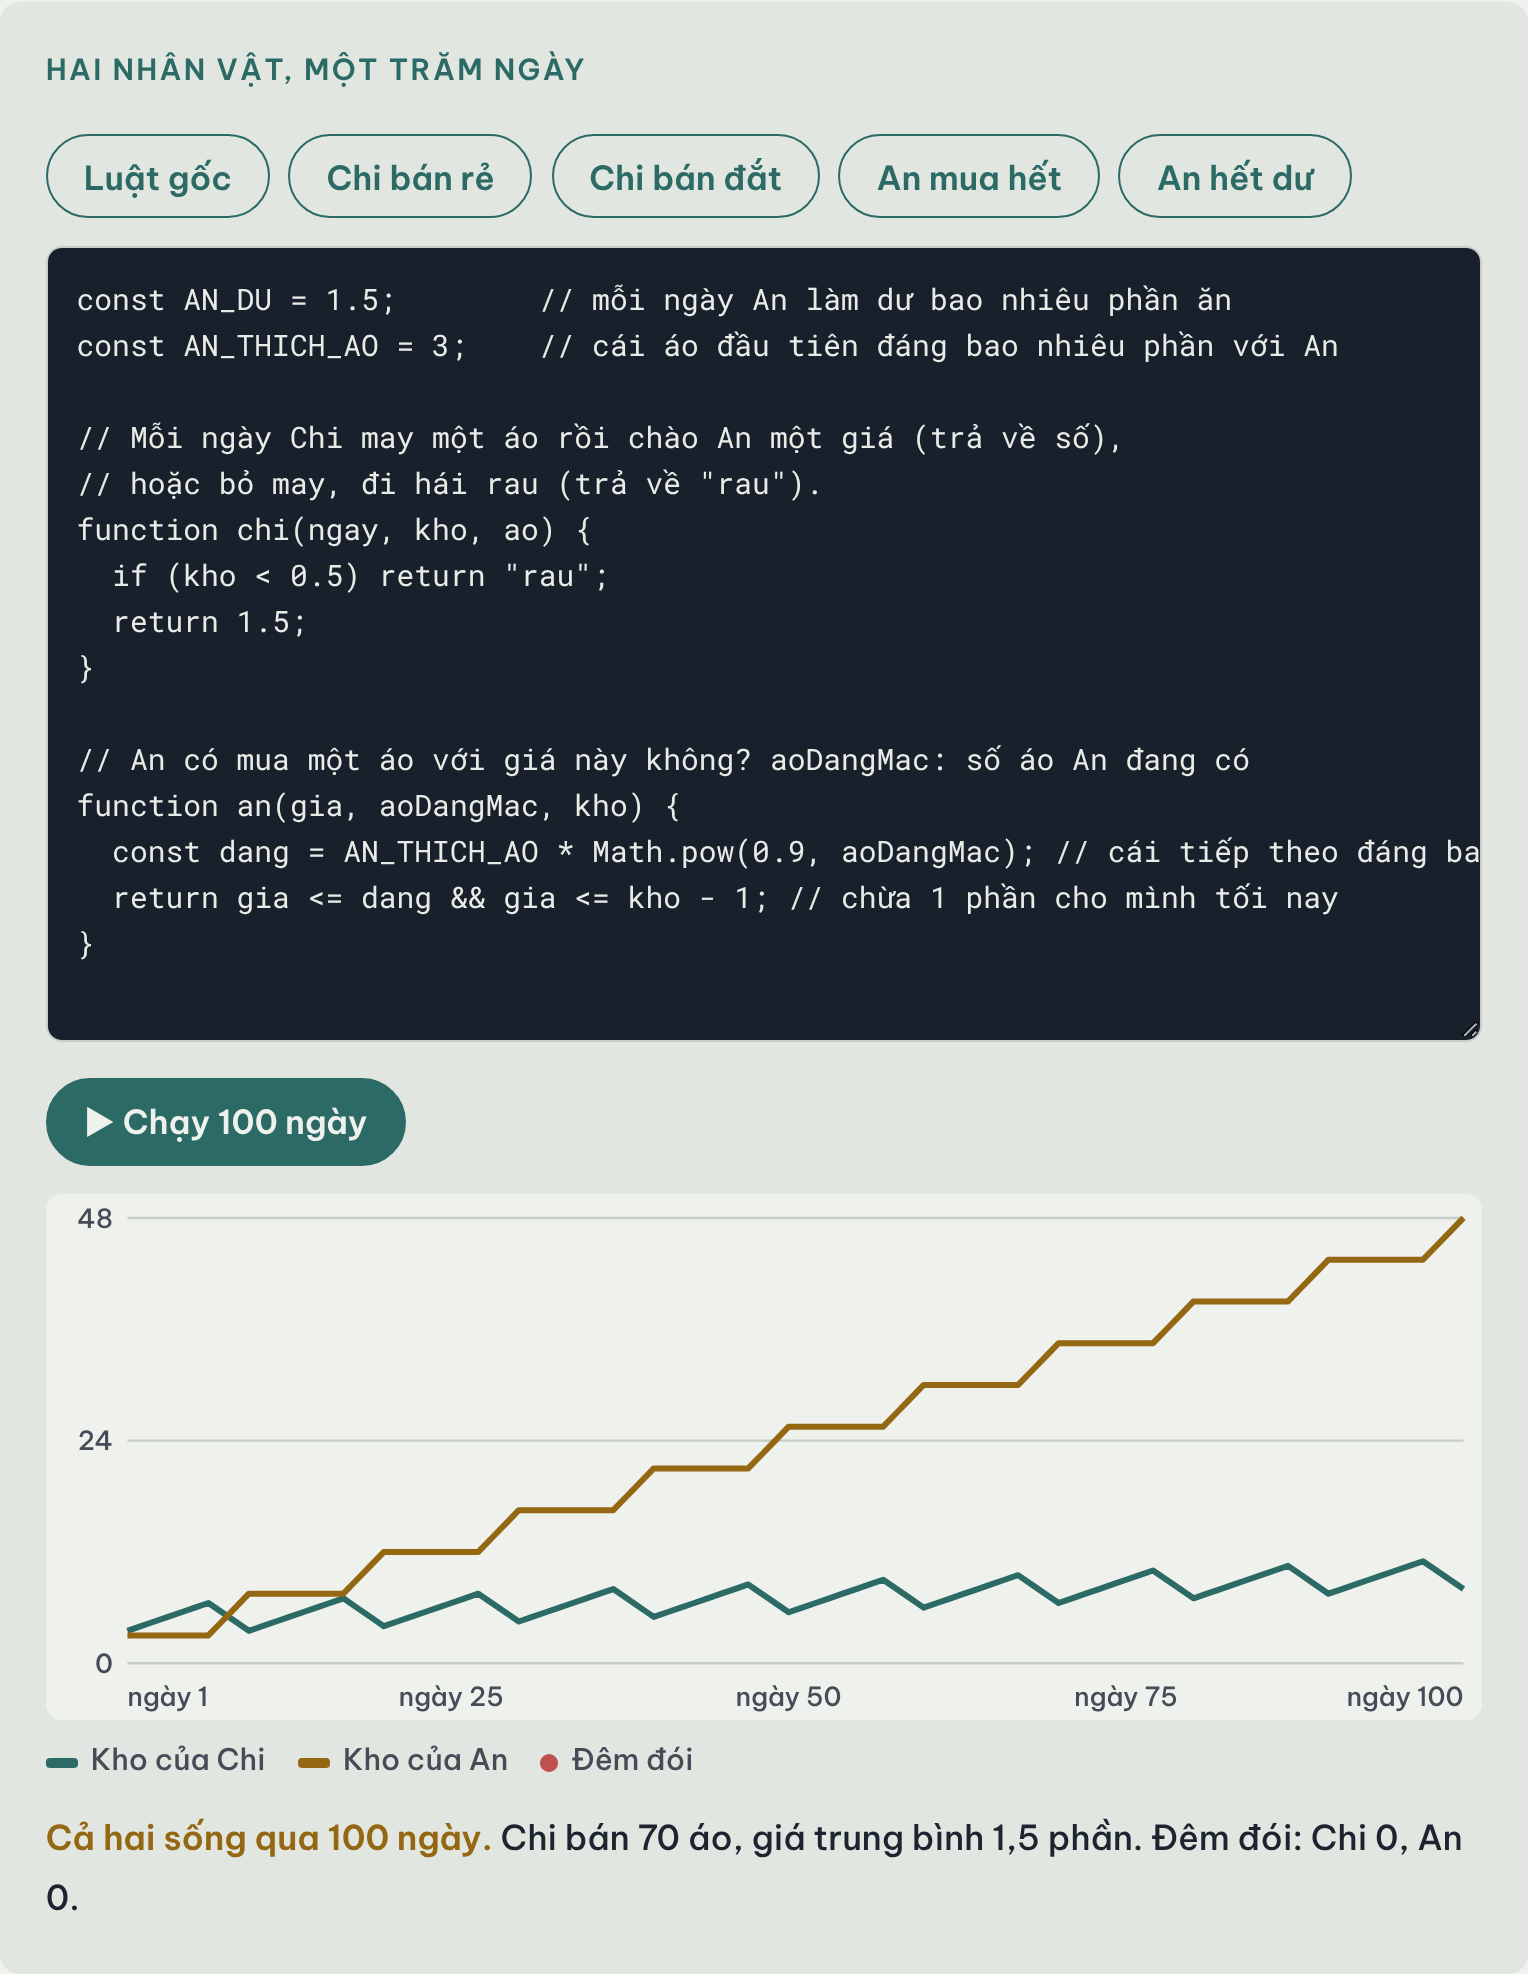 HAI NHÂN VẬT, MỘT TRĂM NGÀY
Luật gốc Chi bán rẻ Chi bán đắt An mua hết An hết dư
const AN_DU = 1.5;        // mỗi ngày An làm dư bao nhiêu phần ăn
const AN_THICH_AO = 3;    // cái áo đầu tiên đáng bao nhiêu phần với An
// Mỗi ngày Chi may một áo rồi chào An một giá (trả về số),
// hoặc bỏ may, đi hái rau (trả về "rau").
function chi(ngay, kho, ao) {
  if (kho < 0.5) return "rau";
  return 1.5;
}
// An có mua một áo với giá này không? aoDangMac: số áo An đang có
function an(gia, aoDangMac, kho) {
  const dang = AN_THICH_AO * Math.pow(0.9, aoDangMac); // cái tiếp theo đáng ba
  return gia <= dang && gia <= kho - 1; // chừa 1 phần cho mình tối nay
}
▶ Chạy 100 ngày
48
24
0
ngày 1 ngày 25 ngày 50 ngày 75 ngày 100
Kho của Chi Kho của An Đêm đói
Cả hai sống qua 100 ngày. Chi bán 70 áo, giá trung bình 1,5 phần. Đêm đói: Chi 0, An
0.